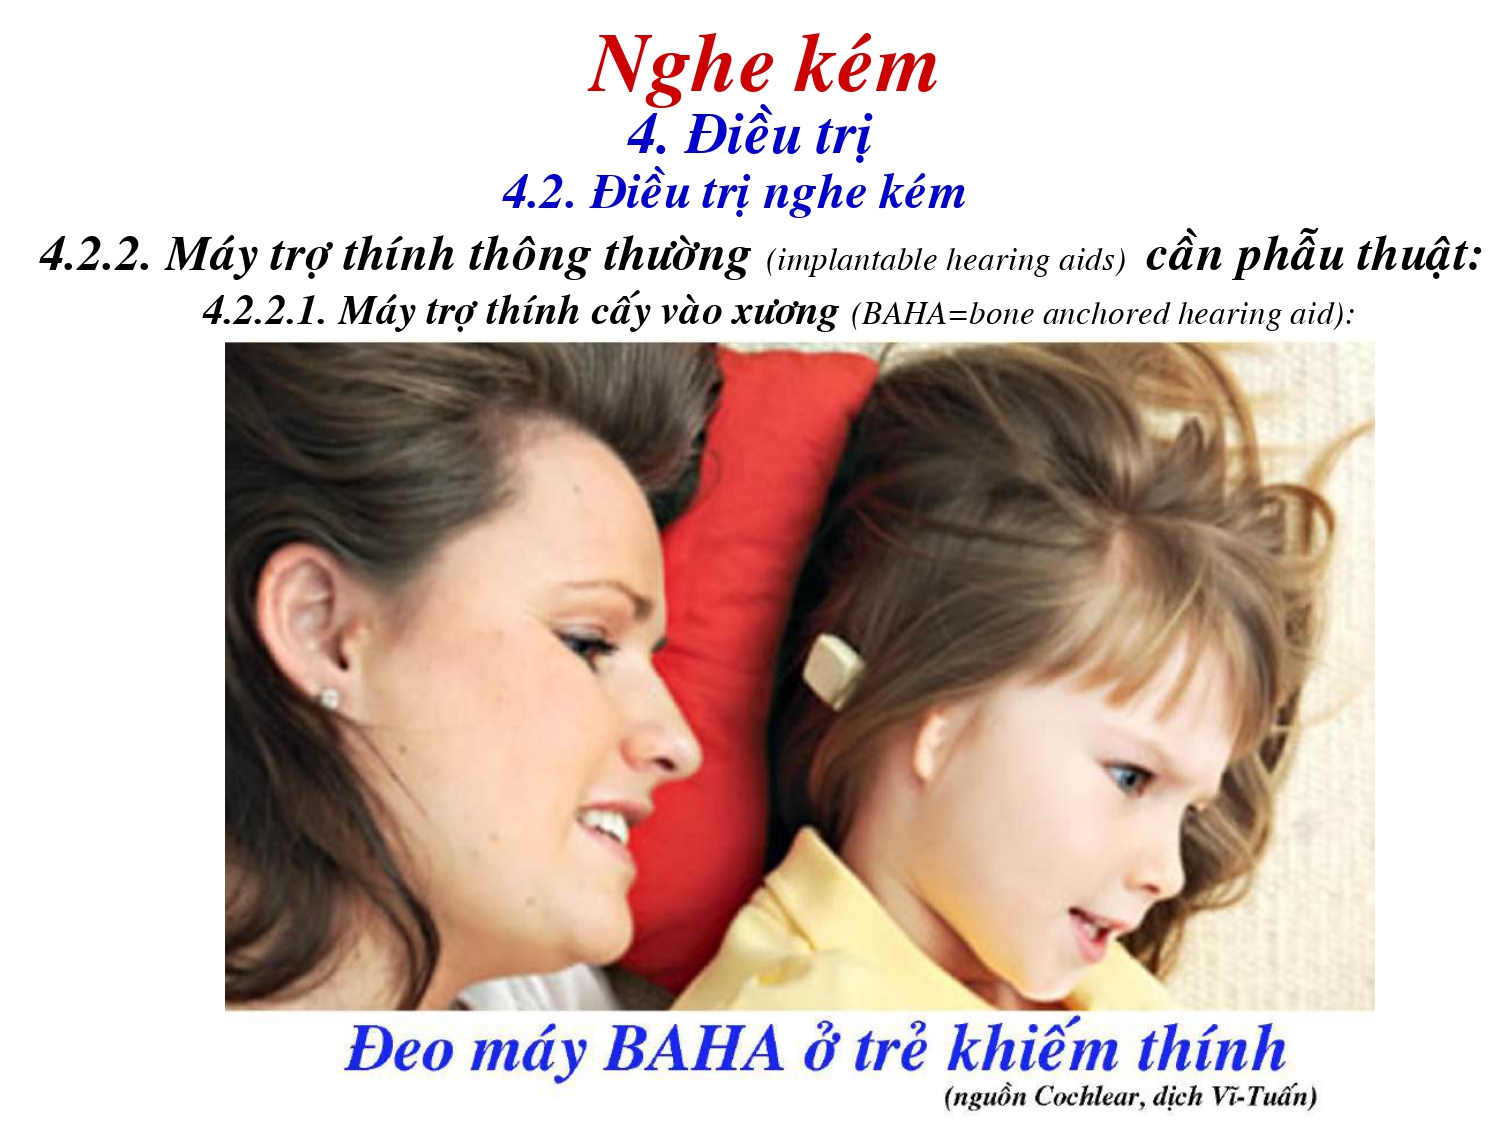 Nghe kém
4. Điều trị
4.2. Điều trị nghe kém
4.2.2. Máy trợ thính thông thường (implantable hearing aids) cần phẫu thuật:
4.2.2.1. Máy trợ thính cấy vào xương (BAHA=bone anchored hearing aid):
Đeo máy BAHA ở trẻ khiếm thính
(nguồn Cochlear, dịch Vĩ-Tuấn)